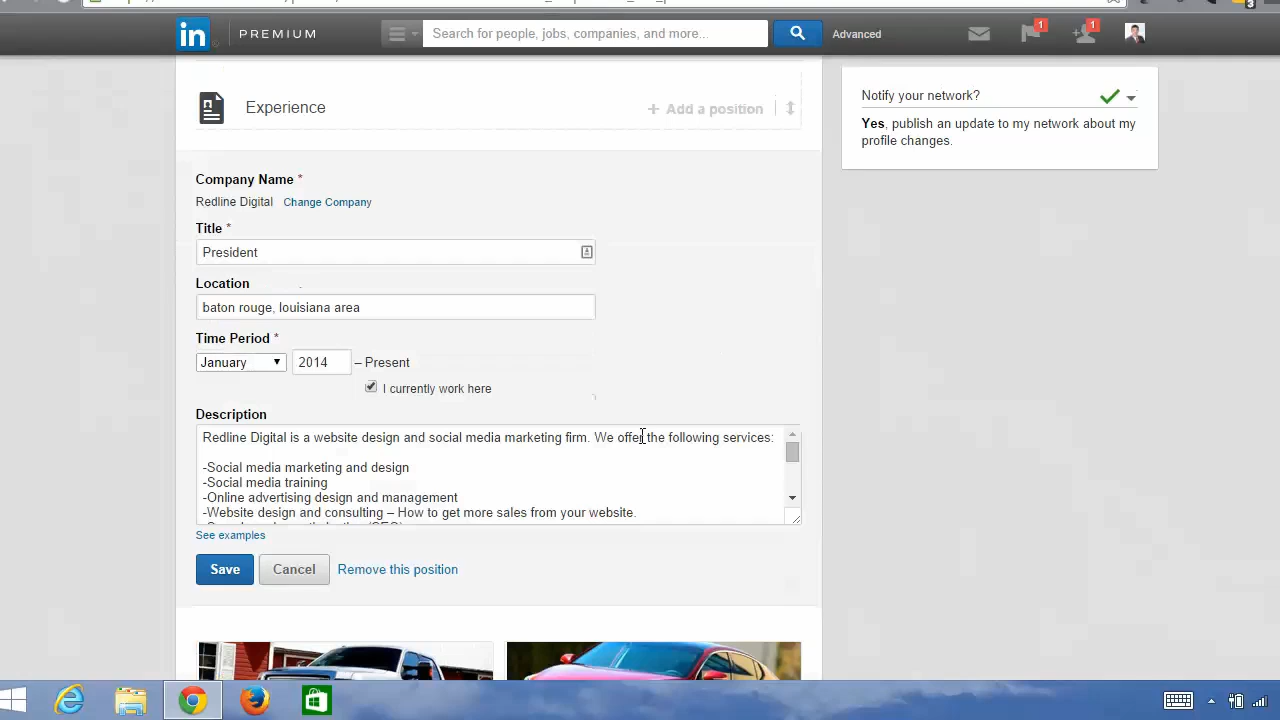 in PREMIUM Search for people, jobs, companies, and more... Advanced 1 1
3
Experience + Add a position
Notify your network?
Yes, publish an update to my network about my
profile changes.
Company Name *
Redline Digital Change Company
Title *
President
Location
baton rouge, louisiana area
Time Period *
January 2014 – Present
I currently work here
Description
Redline Digital is a website design and social media marketing firm. We offer the following services:
-Social media marketing and design
-Social media training
-Online advertising design and management
-Website design and consulting – How to get more sales from your website.
See examples
Save Cancel Remove this position